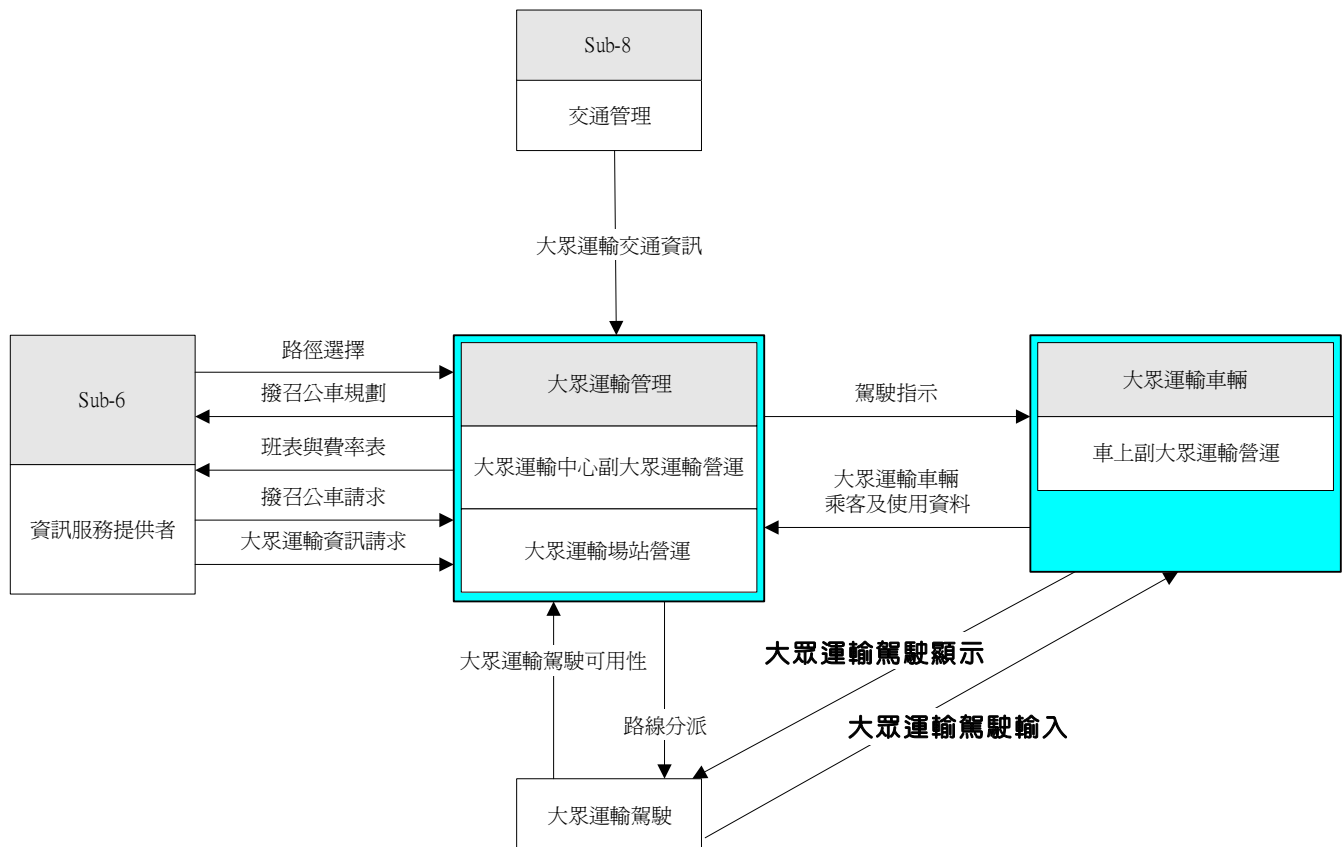 Sub-8
交通管理
大眾運輸交通資訊
Sub-6
資訊服務提供者
路徑選擇
撥召公車規劃
班表與費率表
撥召公車請求
大眾運輸資訊請求
大眾運輸管理
大眾運輸中心副大眾運輸營運
大眾運輸場站營運
駕駛指示
大眾運輸車輛
乘客及使用資料
大眾運輸車輛
車上副大眾運輸營運
大眾運輸駕駛可用性
路線分派
大眾運輸駕駛顯示
大眾運輸駕駛輸入
大眾運輸駕駛